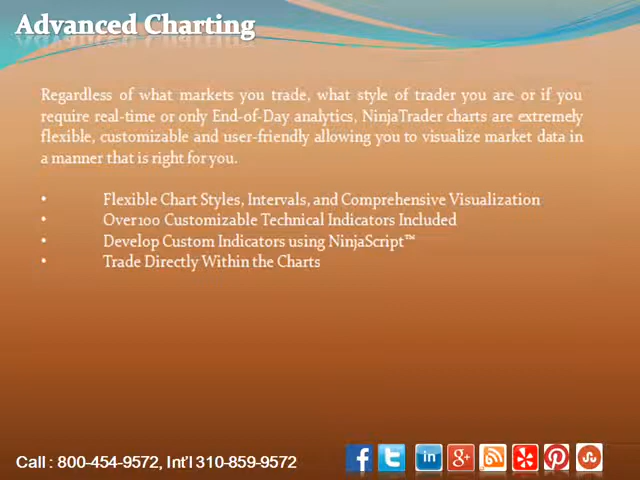 Advanced Charting
Regardless of what markets you trade, what style of trader you are or if you
require real-time or only End-of-Day analytics, NinjaTrader charts are extremely
flexible, customizable and user-friendly allowing you to visualize market data in
a manner that is right for you.
• Flexible Chart Styles, Intervals, and Comprehensive Visualization
• Over 100 Customizable Technical Indicators Included
• Develop Custom Indicators using NinjaScript™
• Trade Directly Within the Charts
Call : 800-454-9572, Int'l 310-859-9572